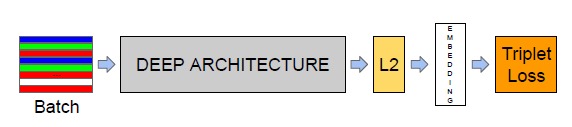 Batch
DEEP ARCHITECTURE
L2
EMBEDDING
Triplet
Loss